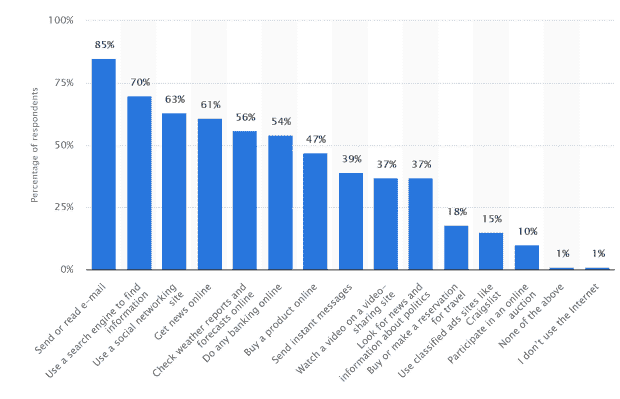 100%
75%
50%
25%
0%
Percentage of respondents
85%
70%
63%
61%
56%
54%
47%
39%
37%
37%
18%
15%
10%
1%
1%
Send or read e-mail
Use a search engine to find
information
Use a social networking
site
Get news online
Check weather reports and
forecasts online
Do any banking online
Buy a product online
Send instant messages
Watch a video on a video-
sharing site
Look for news and
information about politics
Buy or make a reservation
for travel
Use classified ads sites like
Craigslist
Participate in an online
auction
None of the above
I don't use the Internet